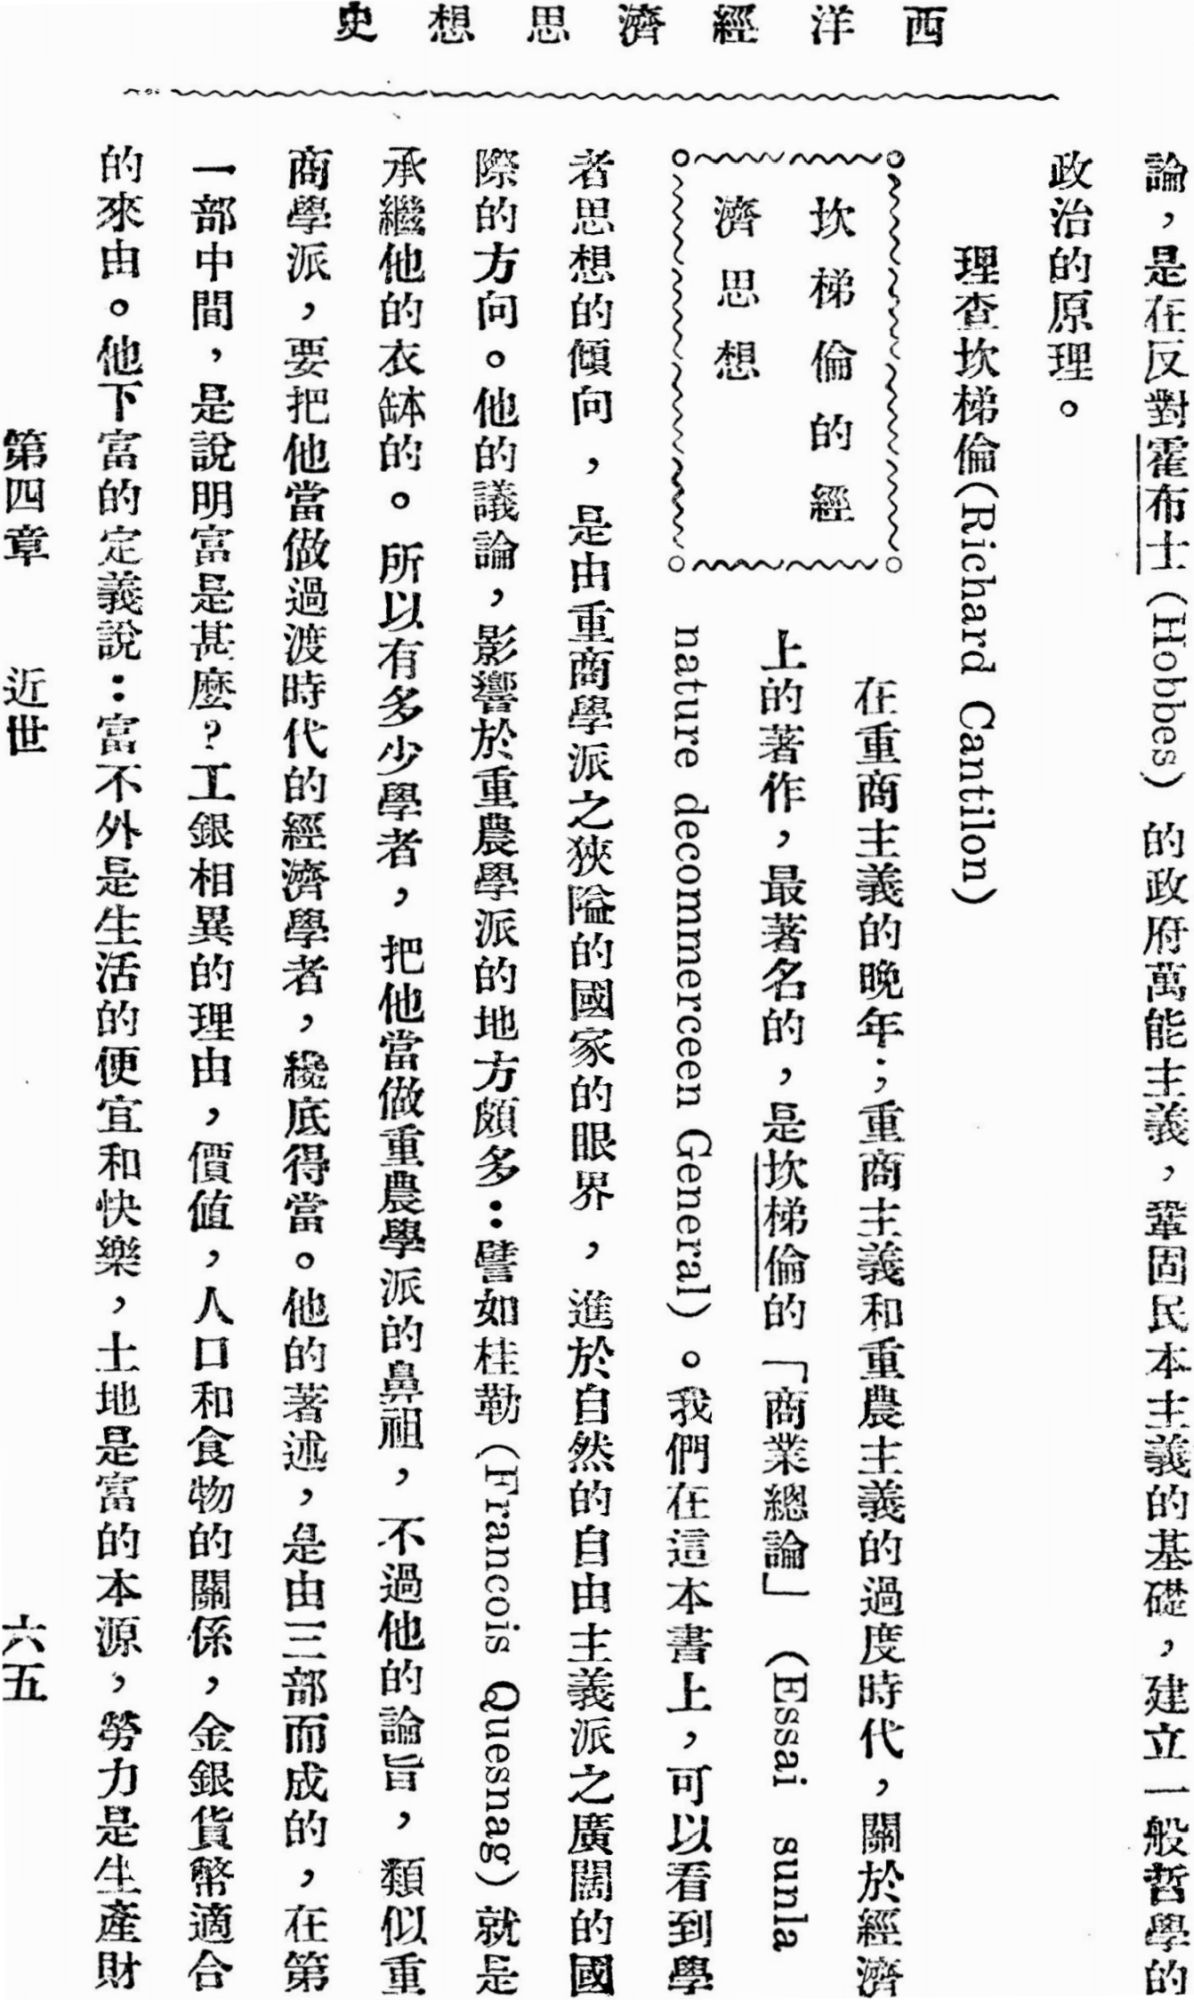 西洋經濟思想史
論，是在反對霍布士（Hobbes）的政府萬能主義，鞏固民本主義的基礎，建立一般哲學的
政治的原理。
理查坎梯倫（Richard Cantilon）
坎梯倫的經
濟思想
在重商主義的晚年；重商主義和重農主義的過度時代，關於經濟
上的著作，最著名的，是坎梯倫的「商業總論」（Essai sunla
nature decommerceen General）。我們在這本書上，可以看到學
者思想的傾向，是由重商學派之狹隘的國家的眼界，進於自然的自由主義派之廣闊的國
際的方向。他的議論，影響於重農學派的地方頗多：譬如桂勒（Francois Quesnag）就是
承繼他的衣缽的。所以有多少學者，把他當做重農學派的鼻祖，不過他的論旨，類似重
商學派，要把他當做過渡時代的經濟學者，纔底得當。他的著述，是由三部而成的，在第
一部中間，是說明富是甚麼？工銀相異的理由，價值，人口和食物的關係，金銀貨幣適合
的來由。他下富的定義說：富不外是生活的便宜和快樂，土地是富的本源，勞力是生產財
第四章 近世 六五